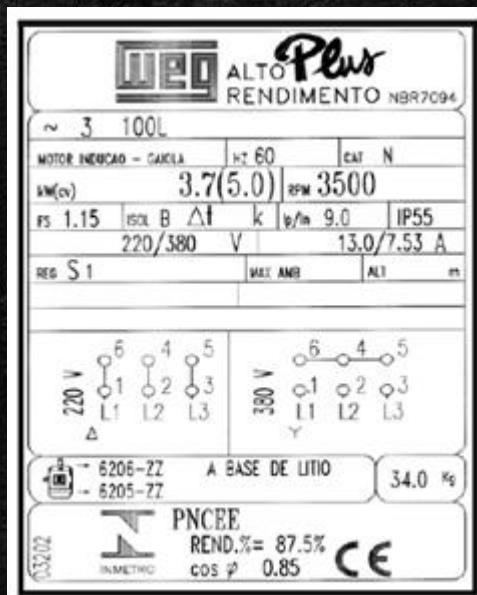 WEG
ALTO Plus
RENDIMENTO NBR7094
~ 3 100L
MOTOR INDUCAO - GAIOLA HZ 60 CAT N
kW(cv) 3.7(5.0) RPM 3500
FS 1.15 ISOL B Δt k Ip/In 9.0 IP55
220/380 V 13.0/7.53 A
REG S1 MAX AMB ALT m
220 V
6 4 5
1 2 3
L1 L2 L3
Δ
380 V
6 4 5
1 2 3
L1 L2 L3
Y
6206-ZZ A BASE DE LITIO
6205-ZZ
34.0 Kg
03202
INMETRO
PNCEE
REND.%= 87.5%
cos φ 0.85
CE